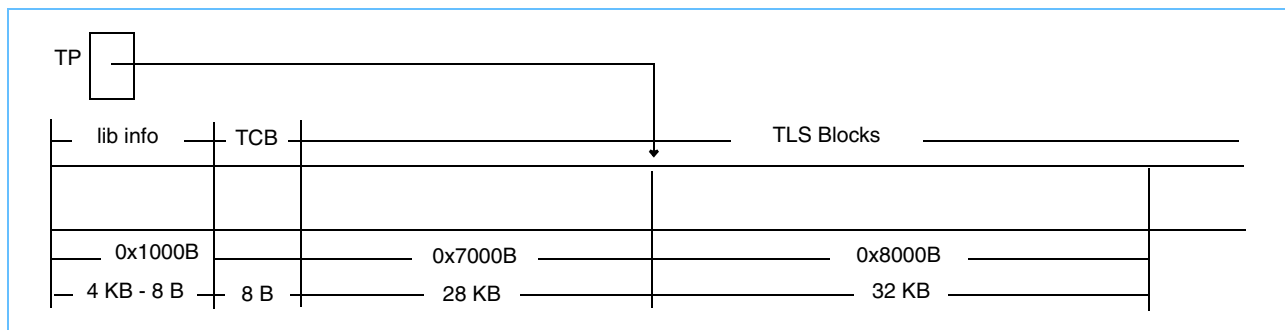 TP
lib info TCB TLS Blocks
0x1000B 0x7000B 0x8000B
4 KB - 8 B 8 B 28 KB 32 KB